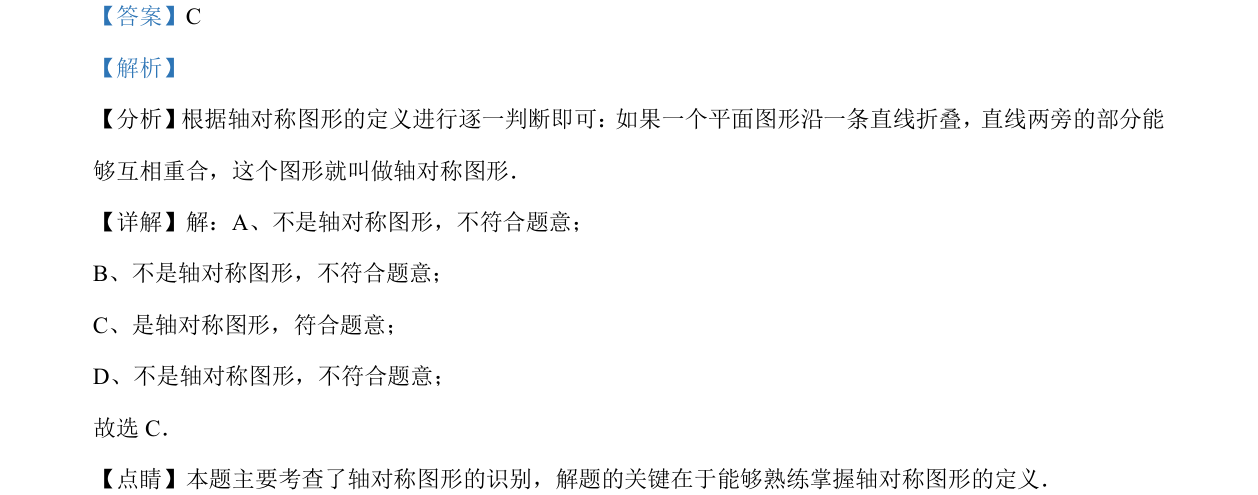 【答案】C
【解析】
【分析】根据轴对称图形的定义进行逐一判断即可：如果一个平面图形沿一条直线折叠，直线两旁的部分能
够互相重合，这个图形就叫做轴对称图形．
【详解】解：A、不是轴对称图形，不符合题意；
B、不是轴对称图形，不符合题意；
C、是轴对称图形，符合题意；
D、不是轴对称图形，不符合题意；
故选 C．
【点睛】本题主要考查了轴对称图形的识别，解题的关键在于能够熟练掌握轴对称图形的定义．